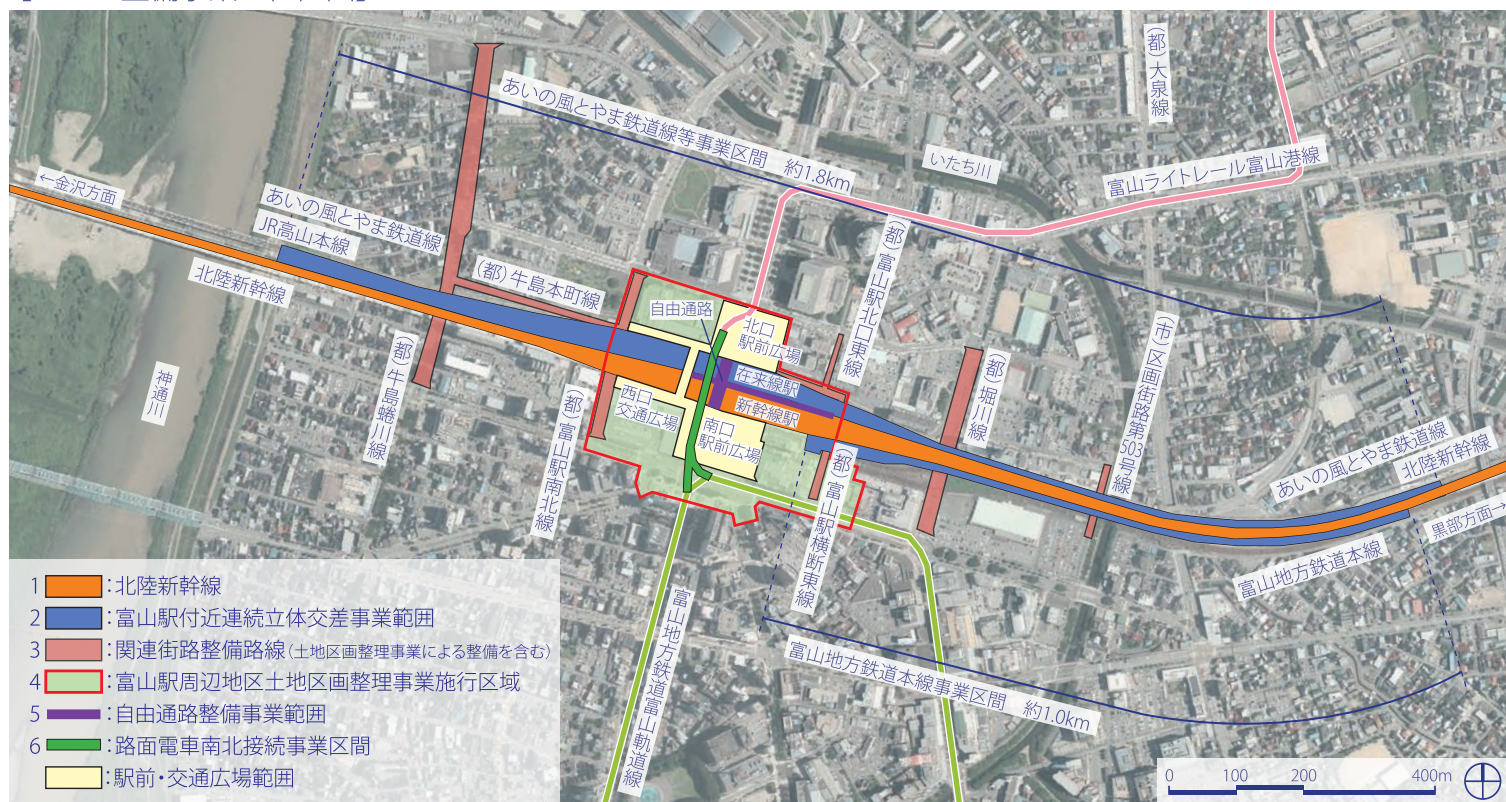 あいの風とやま鉄道線等事業区間 約1.8km
(都)大泉線
いたち川
富山ライトレール富山港線
←金沢方面
あいの風とやま鉄道線
JR高山本線
北陸新幹線
(都)牛島本町線
自由通路
北口
駅前広場
(都)富山駅北口東線
神通川
(都)牛島蜷川線
(都)富山駅南北線
西口
交通広場
在来線駅
新幹線駅
南口
駅前広場
(都)堀川線
(市)区画街路第503号線
(都)富山駅横断東線
あいの風とやま鉄道線
北陸新幹線
黒部方面→
富山地方鉄道本線
富山地方鉄道富山軌道線
富山地方鉄道本線事業区間 約1.0km
1 :北陸新幹線
2 :富山駅付近連続立体交差事業範囲
3 :関連街路整備路線(土地区画整理事業による整備を含む)
4 :富山駅周辺地区土地区画整理事業施行区域
5 :自由通路整備事業範囲
6 :路面電車南北接続事業区間
:駅前・交通広場範囲
0 100 200 400m